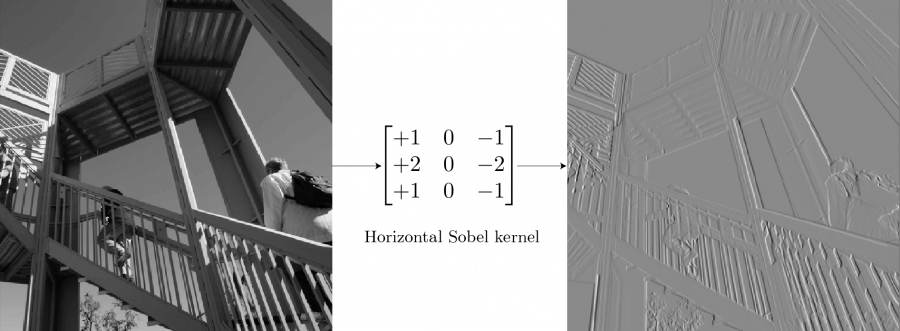 +1 0 −1
+2 0 −2
+1 0 −1
Horizontal Sobel kernel